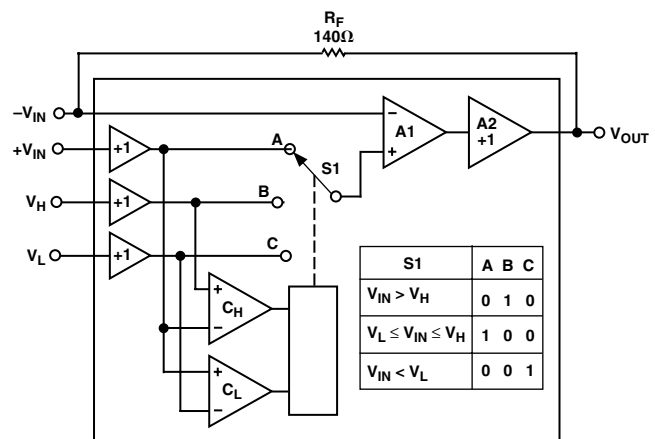 R_F
140Ω
–V_IN
+V_IN
V_H
V_L
+1
+1
+1
A
B
C
S1
–
+
A1
A2
+1
V_OUT
+
–
C_H
+
–
C_L
S1 A B C
V_IN > V_H 0 1 0
V_L ≤ V_IN ≤ V_H 1 0 0
V_IN < V_L 0 0 1